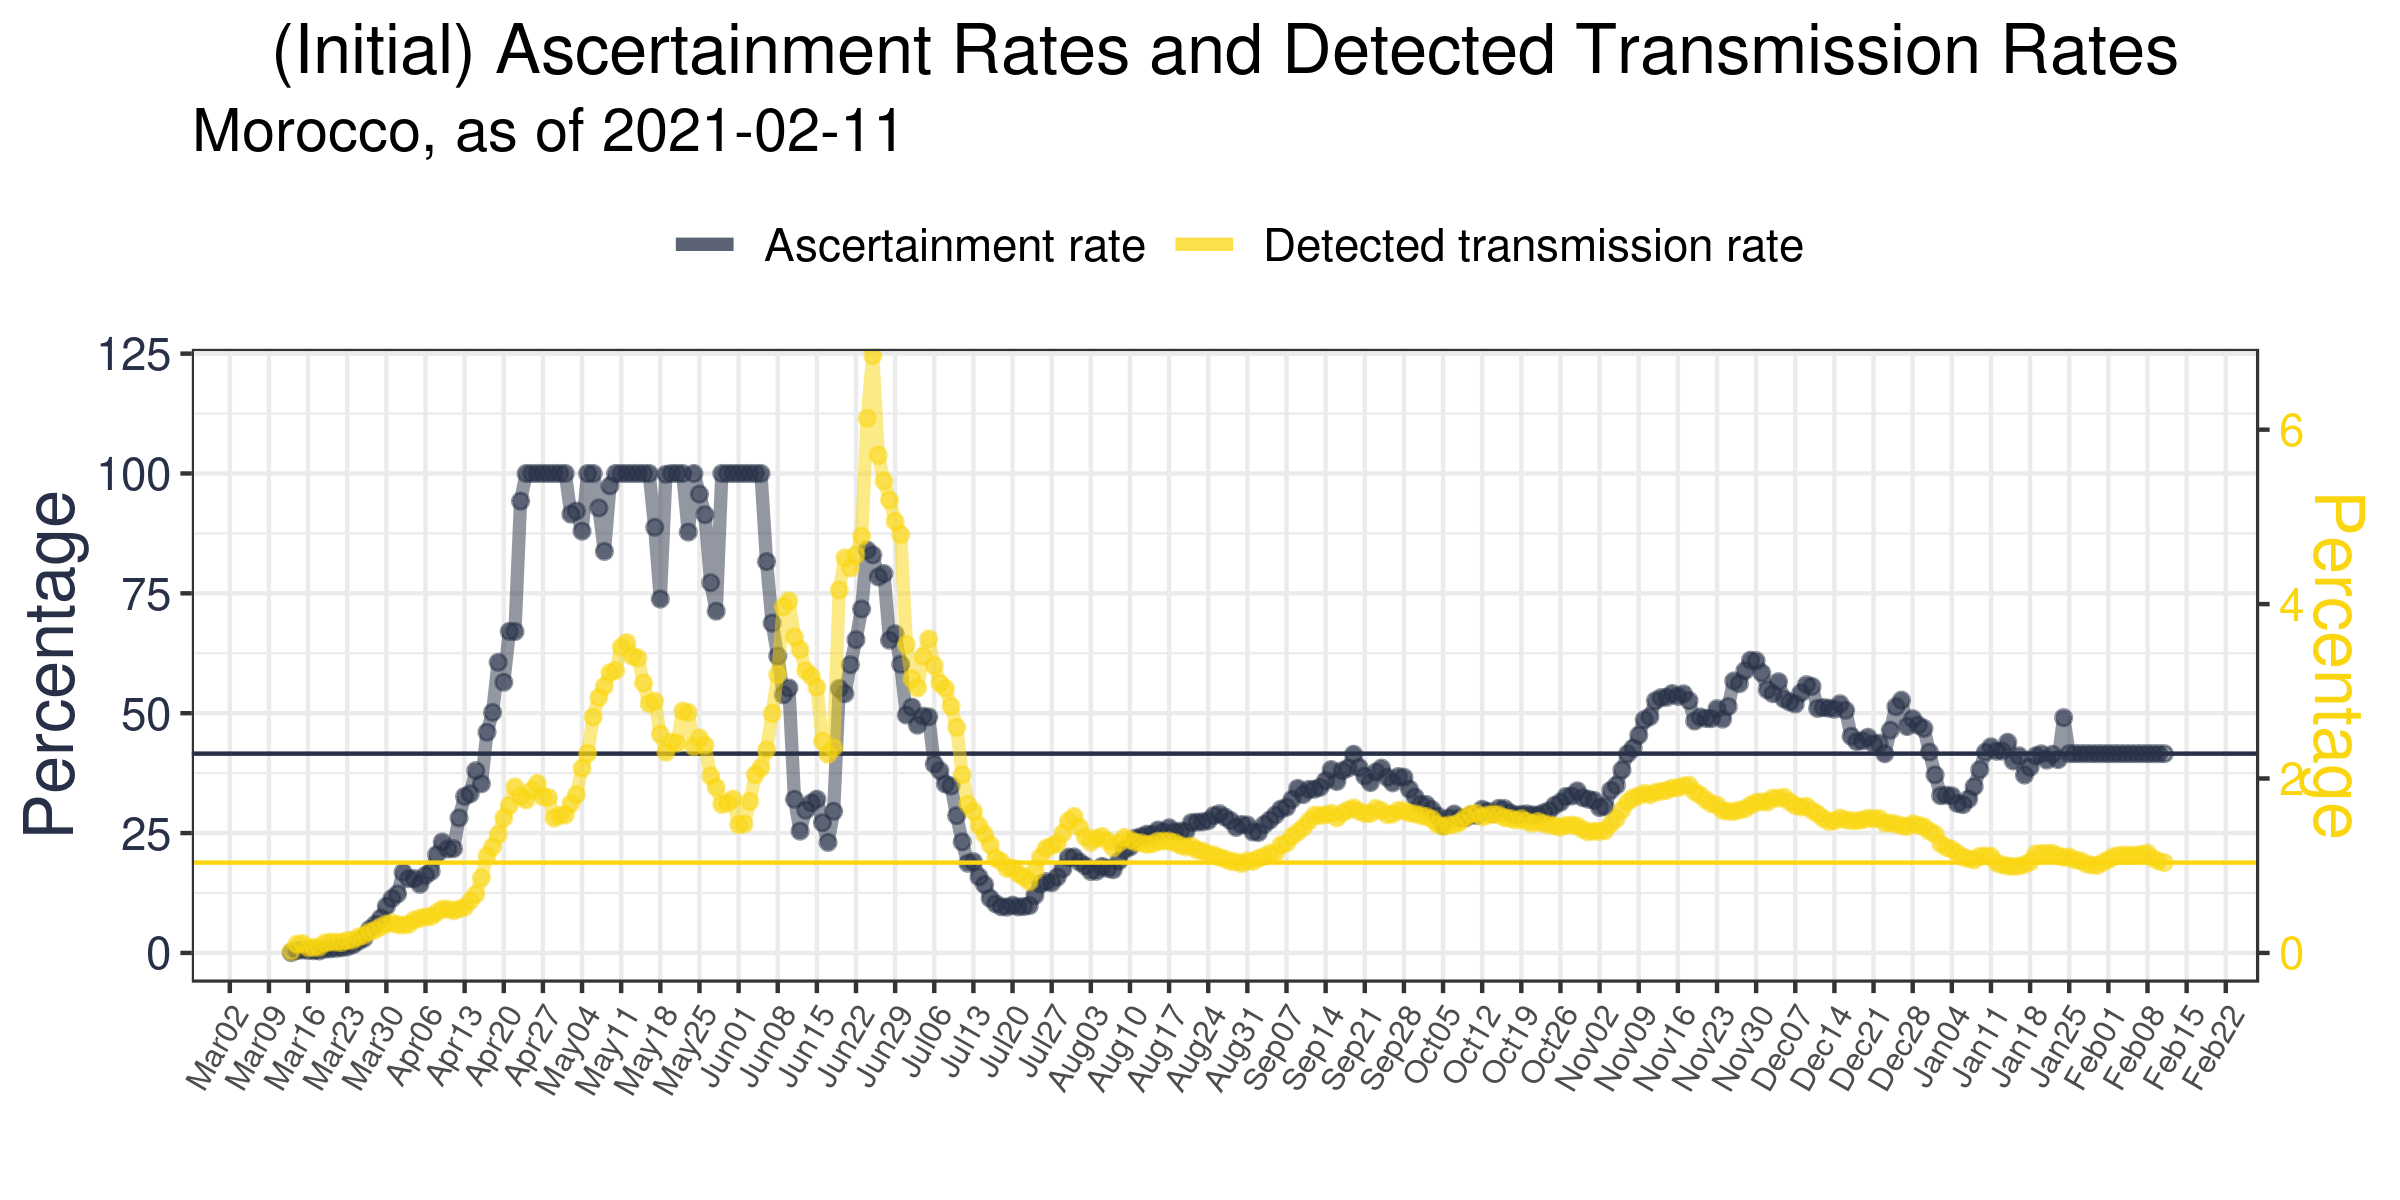 (Initial) Ascertainment Rates and Detected Transmission Rates
Morocco, as of 2021-02-11
Ascertainment rate
Detected transmission rate
Percentage
125
100
75
50
25
0
6
4
2
0
Percentage
Mar02
Mar09
Mar16
Mar23
Mar30
Apr06
Apr13
Apr20
Apr27
May04
May11
May18
May25
Jun01
Jun08
Jun15
Jun22
Jun29
Jul06
Jul13
Jul20
Jul27
Aug03
Aug10
Aug17
Aug24
Aug31
Sep07
Sep14
Sep21
Sep28
Oct05
Oct12
Oct19
Oct26
Nov02
Nov09
Nov16
Nov23
Nov30
Dec07
Dec14
Dec21
Dec28
Dec04
Jan11
Jan18
Jan25
Feb01
Feb08
Feb15
Feb22